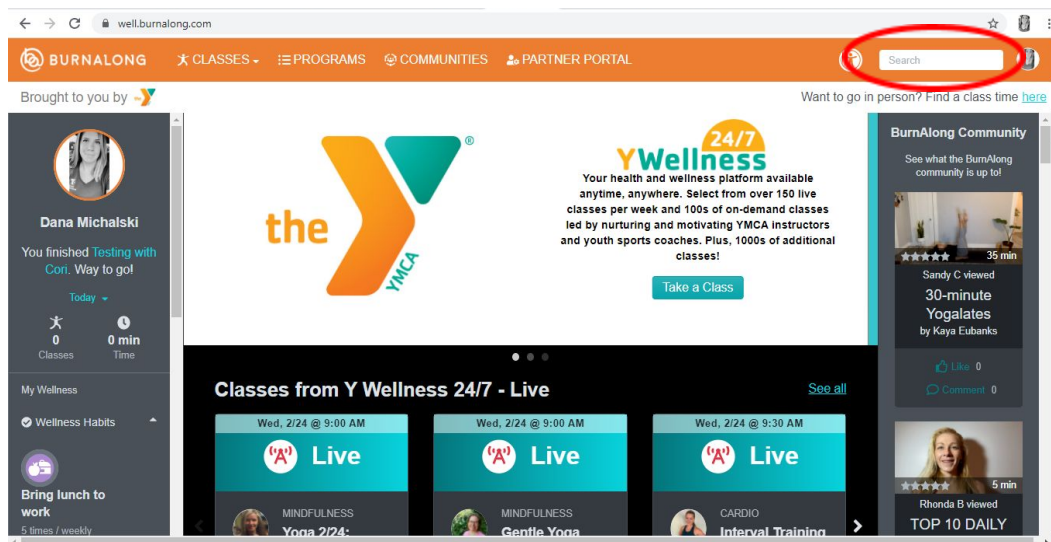 well.burnalong.com
BURNALONG
CLASSES
PROGRAMS
COMMUNITIES
PARTNER PORTAL
Search
Brought to you by
Want to go in person? Find a class time here
Dana Michalski
You finished Testing with
Cori. Way to go!
Today
0
Classes
0 min
Time
My Wellness
Wellness Habits
Bring lunch to
work
5 times / weekly
the
YMCA
®
24/7
YWellness
Your health and wellness platform available
anytime, anywhere. Select from over 150 live
classes per week and 100s of on-demand classes
led by nurturing and motivating YMCA instructors
and youth sports coaches. Plus, 1000s of additional
classes!
Take a Class
Classes from Y Wellness 24/7 - Live
See all
Wed, 2/24 @ 9:00 AM
Live
MINDFULNESS
Yoga 2/24:
Wed, 2/24 @ 9:00 AM
Live
MINDFULNESS
Gentle Yoga
Wed, 2/24 @ 9:30 AM
Live
CARDIO
Interval Training
BurnAlong Community
See what the BurnAlong
community is up to!
35 min
Sandy C viewed
30-minute
Yogalates
by Kaya Eubanks
Like 0
Comment 0
5 min
Rhonda B viewed
TOP 10 DAILY